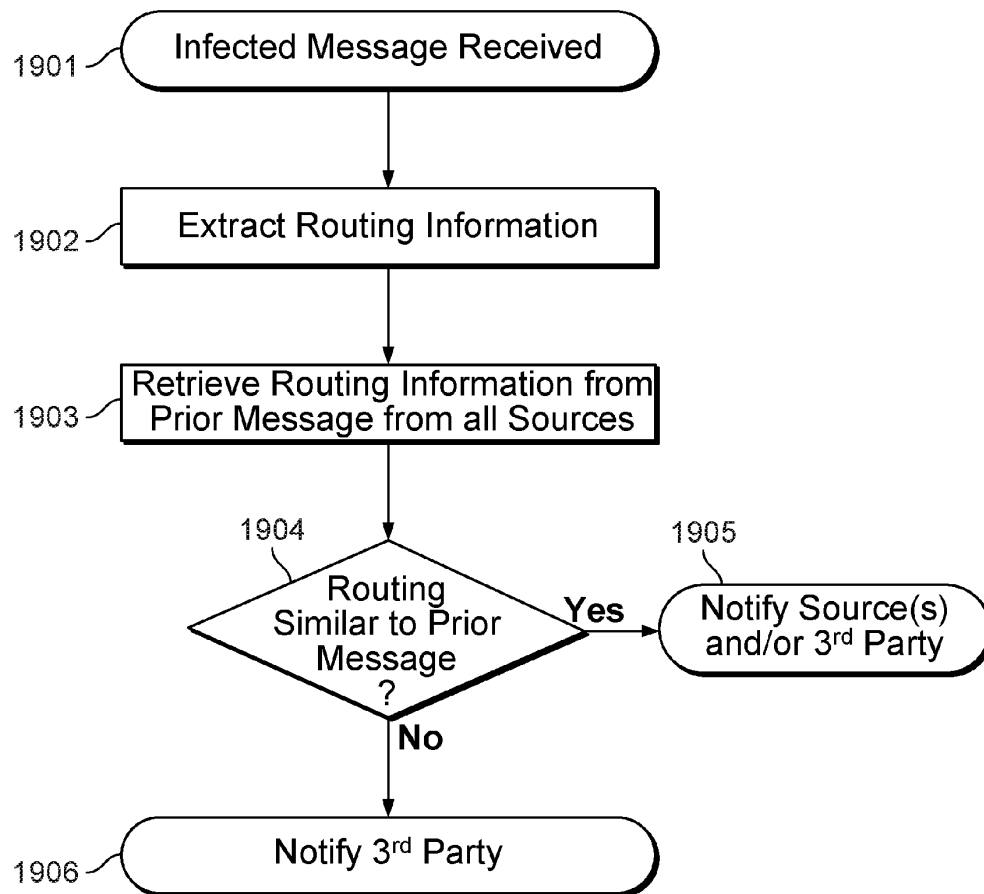 Infected Message Received
1901
Extract Routing Information
1902
Retrieve Routing Information from
Prior Message from all Sources
1903
1904
Routing
Similar to Prior
Message
?
Yes
1905
Notify Source(s)
and/or 3rd Party
No
Notify 3rd Party
1906